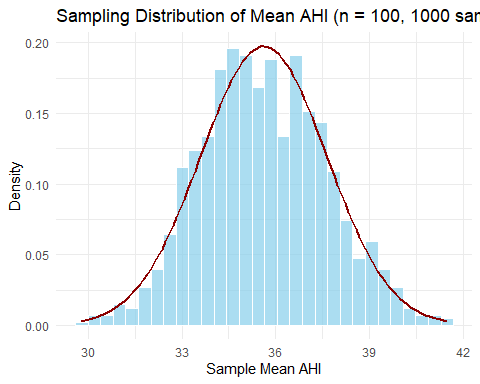 Sampling Distribution of Mean AHI (n = 100, 1000 sar
0.20
0.15
0.10
0.05
0.00
Density
30 33 36 39 42
Sample Mean AHI